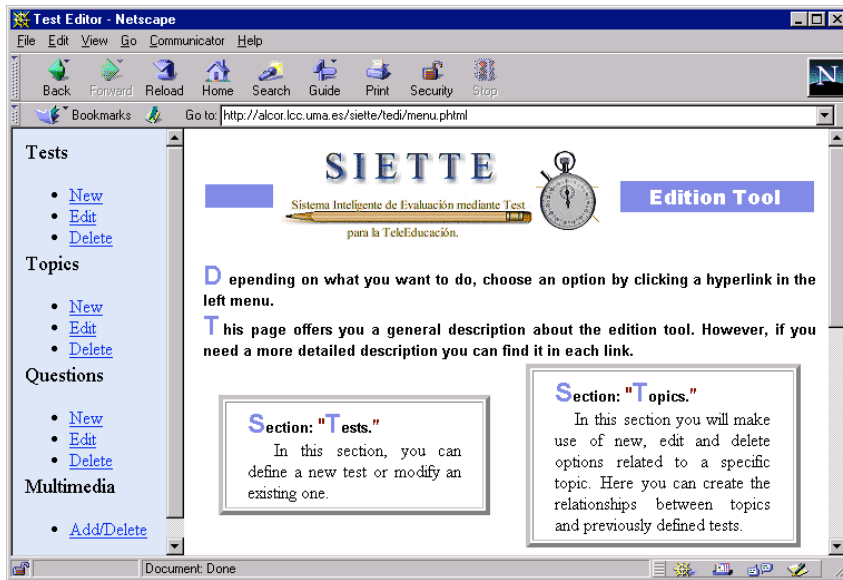 Test Editor - Netscape
File Edit View Go Communicator Help
Back Forward Reload Home Search Guide Print Security Stop
N
Bookmarks Go to: http://alcor.lcc.uma.es/siette/tedi/menu.phtml
Tests
• New
• Edit
• Delete
Topics
• New
• Edit
• Delete
Questions
• New
• Edit
• Delete
Multimedia
• Add/Delete
SIETTE
Sistema Inteligente de Evaluación mediante Test
para la TeleEducación.
Edition Tool
Depending on what you want to do, choose an option by clicking a hyperlink in the
left menu.
This page offers you a general description about the edition tool. However, if you
need a more detailed description you can find it in each link.
Section: "Tests."
In this section, you can
define a new test or modify an
existing one.
Section: "Topics."
In this section you will make
use of new, edit and delete
options related to a specific
topic. Here you can create the
relationships between topics
and previously defined tests.
Document: Done